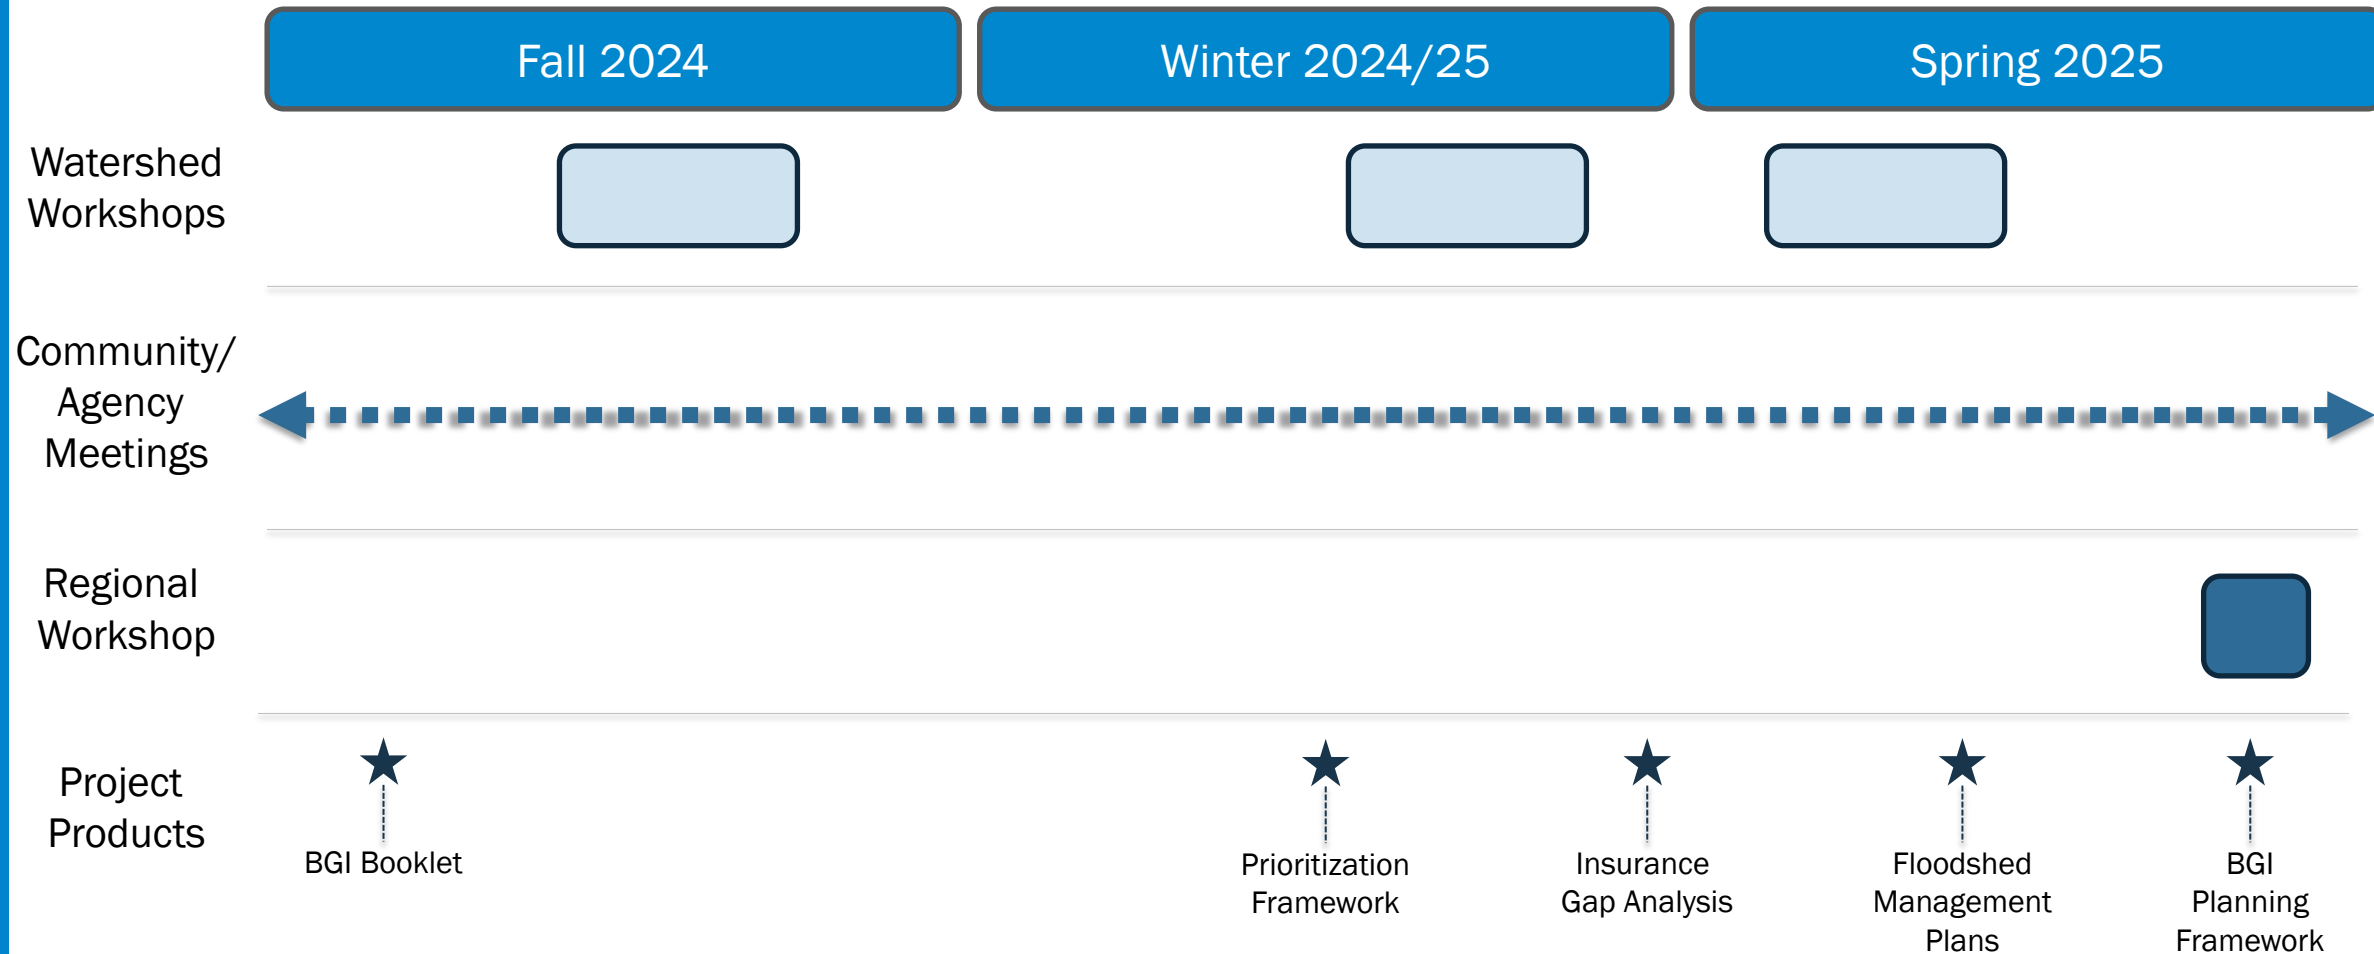 Fall 2024
Winter 2024/25
Spring 2025
Watershed
Workshops
Community/
Agency
Meetings
Regional
Workshop
Project
Products
BGI Booklet
Prioritization
Framework
Insurance
Gap Analysis
Floodshed
Management
Plans
BGI
Planning
Framework